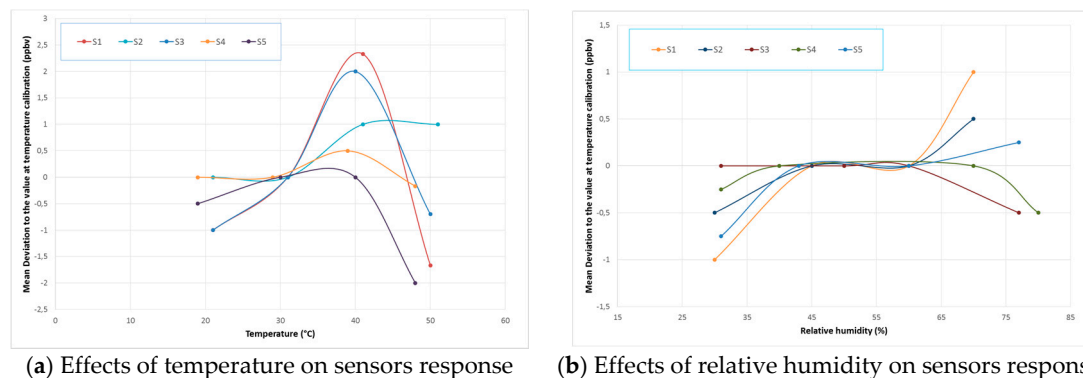 3
2,5
2
1,5
1
0,5
0
-0,5
-1
-1,5
-2
-2,5
Mean Deviation to the value at temperature calibration (ppbv)
S1 S2 S3 S4 S5
0 10 20 30 40 50 60
Temperature (°C)
(a) Effects of temperature on sensors response
1,5
1
0,5
0
-0,5
-1
-1,5
Mean Deviation to the value at temperature calibration (ppbv)
S1 S2 S3 S4 S5
15 25 35 45 55 65 75 85
Relative humidity (%)
(b) Effects of relative humidity on sensors respons